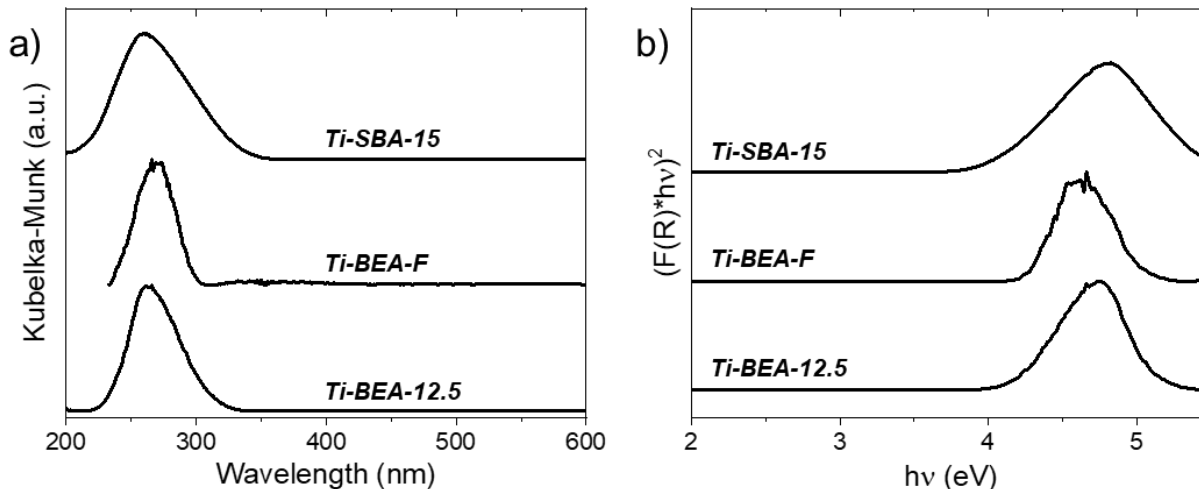 a)
Kubelka-Munk (a.u.)
Ti-SBA-15
Ti-BEA-F
Ti-BEA-12.5
200 300 400 500 600
Wavelength (nm)
b)
(F(R)*hν)²
Ti-SBA-15
Ti-BEA-F
Ti-BEA-12.5
2 3 4 5
hν (eV)